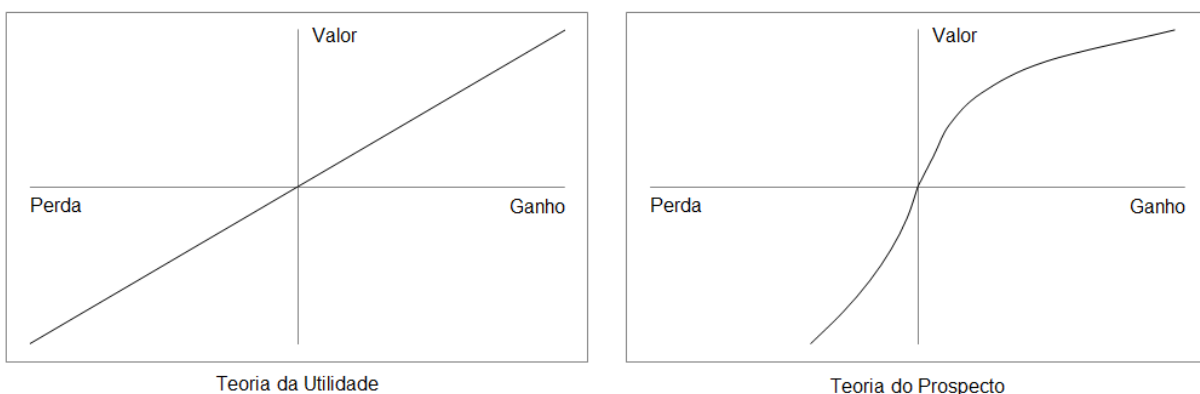 Valor
Perda
Ganho
Teoria da Utilidade
Valor
Perda
Ganho
Teoria do Prospecto